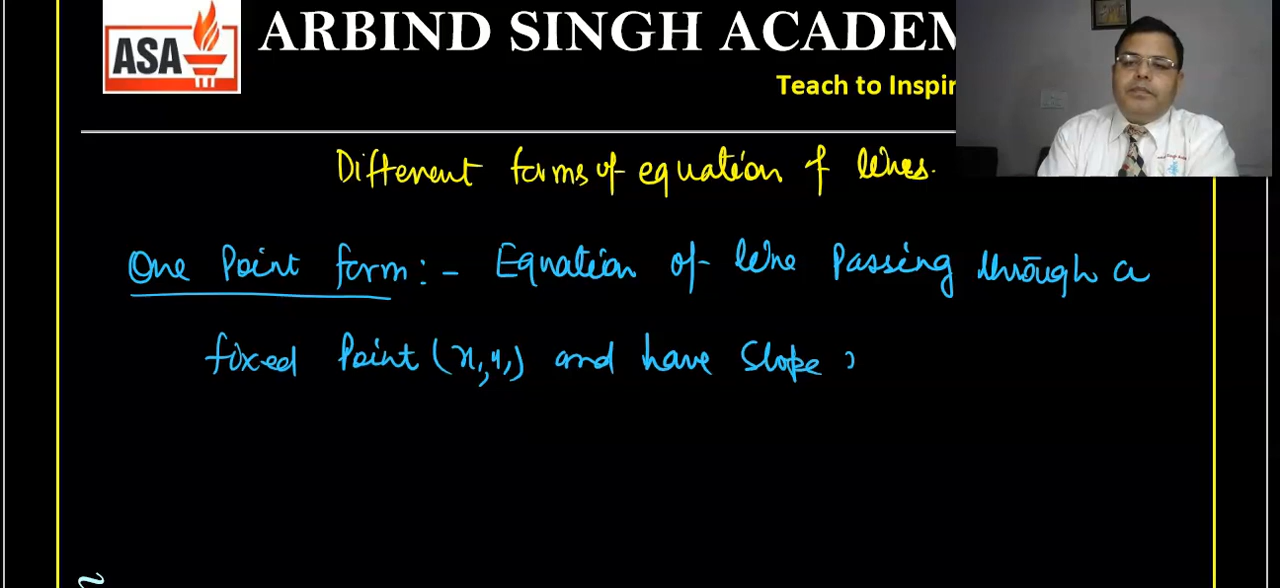 ASA
ARBIND SINGH ACADEM
Teach to Inspir
Different forms of equation of lines.
One Point form :- Equation of line Passing through a
fixed Point (x₁, y₁) and have Slope